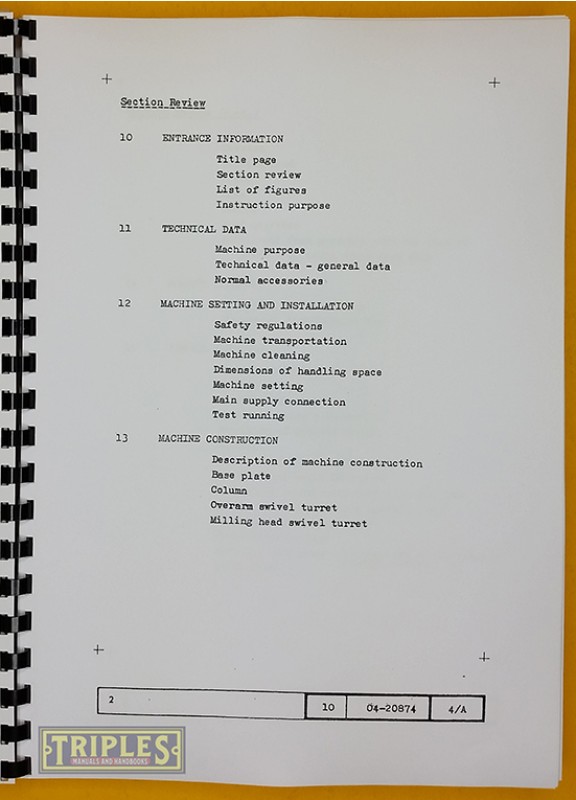 Section Review
10 ENTRANCE INFORMATION
Title page
Section review
List of figures
Instruction purpose
11 TECHNICAL DATA
Machine purpose
Technical data - general data
Normal accessories
12 MACHINE SETTING AND INSTALLATION
Safety regulations
Machine transportation
Machine cleaning
Dimensions of handling space
Machine setting
Main supply connection
Test running
13 MACHINE CONSTRUCTION
Description of machine construction
Base plate
Column
Overarm swivel turret
Milling head swivel turret
2 10 04-20874 4/A
TRIPLES
MANUALS AND HANDBOOKS